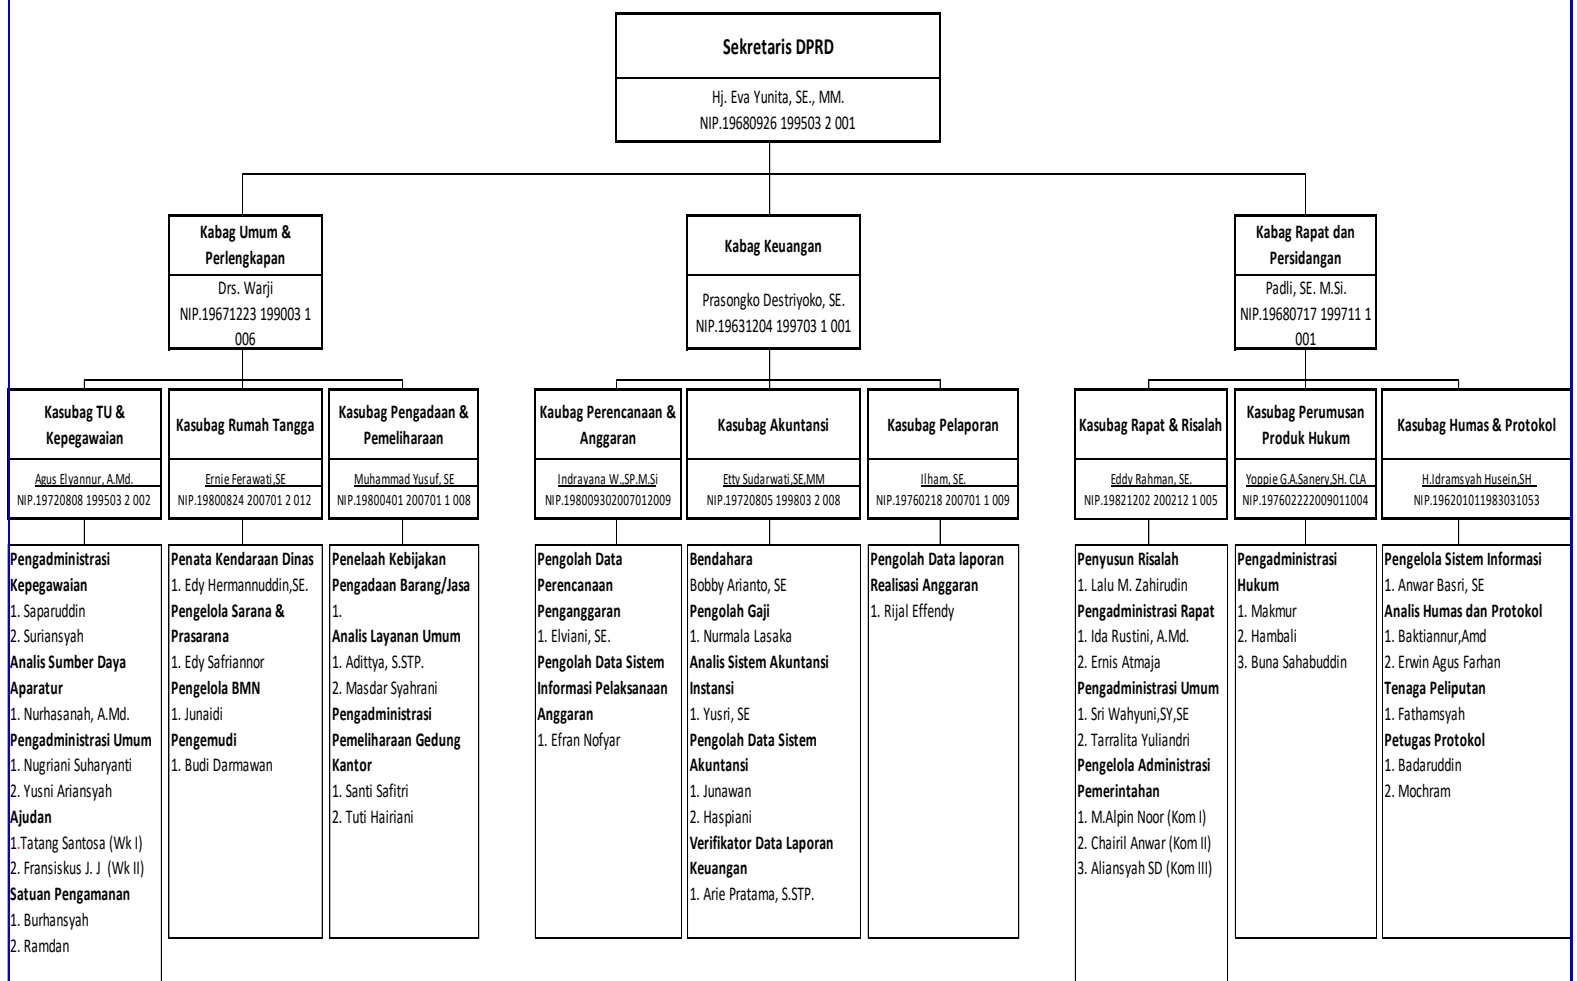 Sekretaris DPRD
Hj. Eva Yunita, SE., MM.
NIP.19680926 199503 2 001
Kabag Umum &
Perlengkapan
Drs. Warji
NIP.19671223 199003 1
006
Kabag Keuangan
Prasongko Destriyoko, SE.
NIP.19631204 199703 1 001
Kabag Rapat dan
Persidangan
Padli, SE. M.Si.
NIP.19680717 199711 1
001
Kasubag TU &
Kepegawaian
Agus Elyannur, A.Md.
NIP.19720808 199503 2 002
Kasubag Rumah Tangga
Ernie Ferawati,SE
NIP.19800824 200701 2 012
Kasubag Pengadaan &
Pemeliharaan
Muhammad Yusuf, SE
NIP.19800401 200701 1 008
Kaubag Perencanaan &
Anggaran
Indrayana W.,SP.M.Si
NIP.198009302007012009
Kasubag Akuntansi
Etty Sudarwati,SE,MM
NIP.19720805 199803 2 008
Kasubag Pelaporan
Ilham, SE.
NIP.19760218 200701 1 009
Kasubag Rapat & Risalah
Eddy Rahman, SE.
NIP.19821202 200212 1 005
Kasubag Perumusan
Produk Hukum
Yoppie G.A.Sanery,SH. CLA
NIP.197602222009011004
Kasubag Humas & Protokol
H.Idramsyah Husein,SH
NIP.196201011983031053
Pengadministrasi
Kepegawaian
1. Saparuddin
2. Suriansyah
Analis Sumber Daya
Aparatur
1. Nurhasanah, A.Md.
Pengadministrasi Umum
1. Nugriani Suharyanti
2. Yusni Ariansyah
Ajudan
1.Tatang Santosa (Wk I)
2. Fransiskus J. J (Wk II)
Satuan Pengamanan
1. Burhansyah
2. Ramdan
Penata Kendaraan Dinas
1. Edy Hermannuddin,SE.
Pengelola Sarana &
Prasarana
1. Edy Safriannor
Pengelola BMN
1. Junaidi
Pengemudi
1. Budi Darmawan
Penelaah Kebijakan
Pengadaan Barang/Jasa
1.
Analis Layanan Umum
1. Adittya, S.STP.
2. Masdar Syahrani
Pengadministrasi
Pemeliharaan Gedung
Kantor
1. Santi Safitri
2. Tuti Hairiani
Pengolah Data
Perencanaan
Penganggaran
1. Elviani, SE.
Pengolah Data Sistem
Informasi Pelaksanaan
Anggaran
1. Efran Nofyar
Bendahara
Bobby Arianto, SE
Pengolah Gaji
1. Nurmala Lasaka
Analis Sistem Akuntansi
Instansi
1. Yusri, SE
Pengolah Data Sistem
Akuntansi
1. Junawan
2. Haspiani
Verifikator Data Laporan
Keuangan
1. Arie Pratama, S.STP.
Pengolah Data laporan
Realisasi Anggaran
1. Rijal Effendy
Penyusun Risalah
1. Lalu M. Zahirudin
Pengadministrasi Rapat
1. Ida Rustini, A.Md.
2. Ernis Atmaja
Pengadministrasi Umum
1. Sri Wahyuni,SY,SE
2. Tarralita Yuliandri
Pengelola Administrasi
Pemerintahan
1. M.Alpin Noor (Kom I)
2. Chairil Anwar (Kom II)
3. Aliansyah SD (Kom III)
Pengadministrasi
Hukum
1. Makmur
2. Hambali
3. Buna Sahabuddin
Pengelola Sistem Informasi
1. Anwar Basri, SE
Analis Humas dan Protokol
1. Baktiannur,Amd
2. Erwin Agus Farhan
Tenaga Peliputan
1. Fathamsyah
Petugas Protokol
1. Badaruddin
2. Mochram